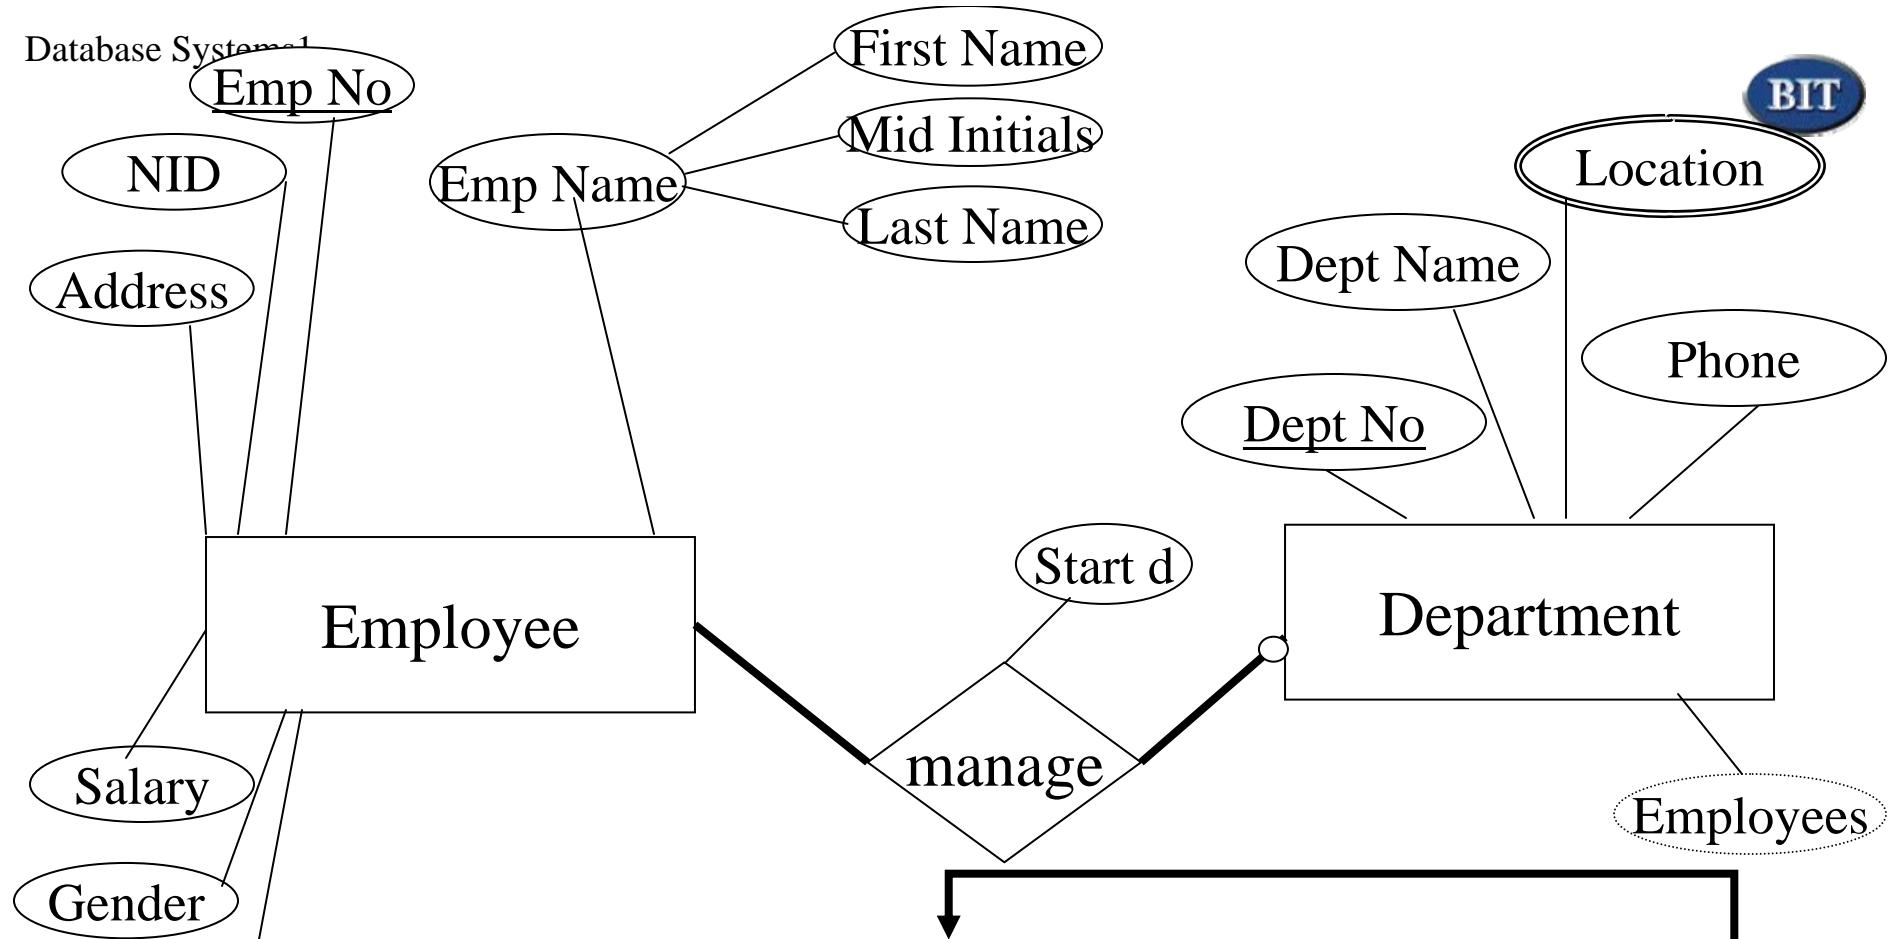 Database Systems1
BIT
First Name
Emp No
Mid Initials
NID
Emp Name
Location
Last Name
Dept Name
Address
Phone
Dept No
Start d
Employee
Department
manage
Salary
Employees
Gender